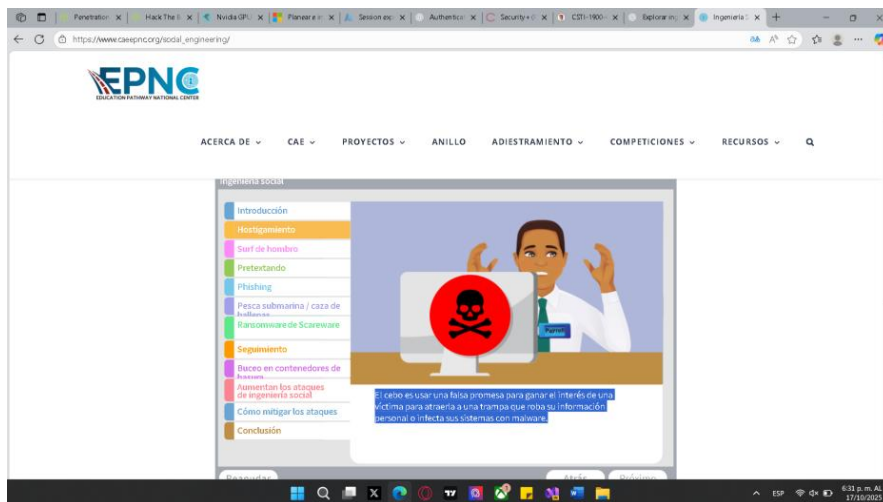 Penetration
Hack The
Nvidia GPU
Session ex
Security+
CSTI-1900-
Ingeniería S
https://www.caeepnc.org/social_engineering/
EPNC
EDUCATION PATHWAY NATIONAL CENTER
ACERCA DE CAE PROYECTOS ANILLO ADIESTRAMIENTO COMPETICIONES RECURSOS
Ingeniería social
Introducción
Hostigamiento
Surf de hombro
Pretextando
Phishing
Pesca submarina / caza de
ballenas
Ransomware de Scareware
Seguimiento
Buceo en contenedores de
basura
Aumentan los ataques
de ingeniería social
Cómo mitigar los ataques
Conclusión
Payroll
El cebo es usar una falsa promesa para ganar el interés de una
víctima para atraerla a una trampa que roba su información
personal o infecta sus sistemas con malware.
Reanudar
Atrás
Próximo
ESP
6:31 p. m. AL
17/10/2025